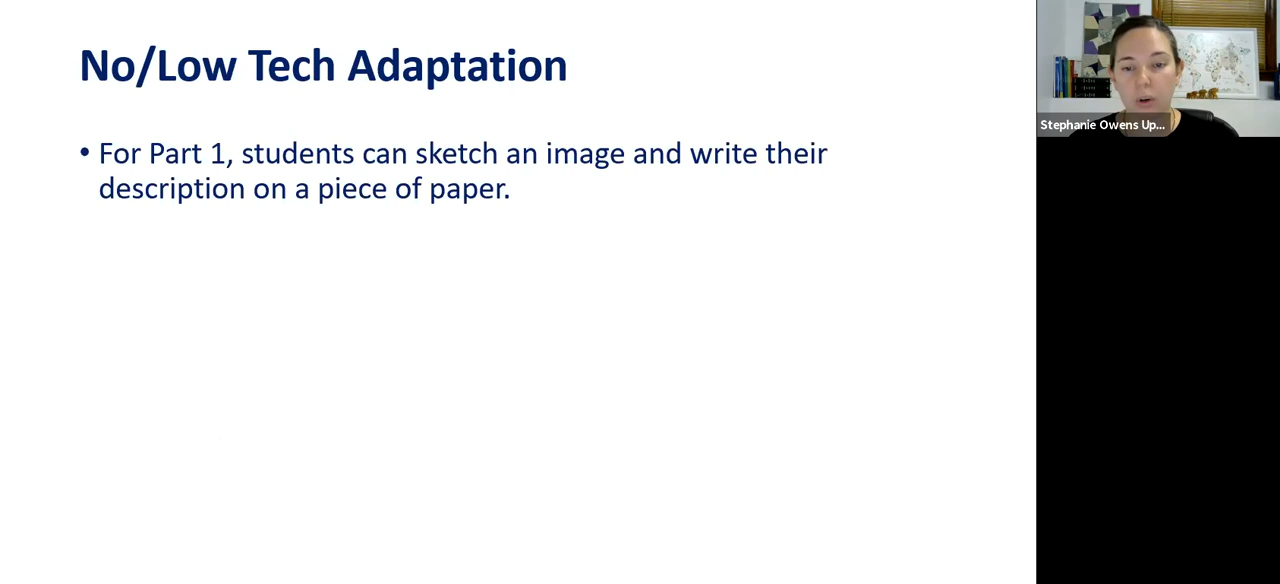 No/Low Tech Adaptation
• For Part 1, students can sketch an image and write their
description on a piece of paper.
Stephanie Owens Up...